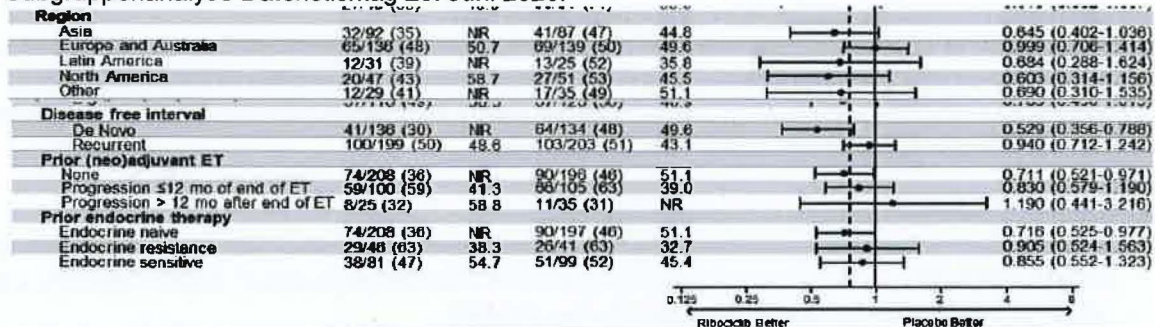 Region
Asia 32/92 (35) NR 41/87 (47) 44.8 0.645 (0.402-1.036)
Europe and Australia 65/136 (48) 50.7 69/139 (50) 49.6 0.999 (0.706-1.414)
Latin America 12/31 (39) NR 13/25 (52) 35.8 0.684 (0.288-1.624)
North America 20/47 (43) 58.7 27/51 (53) 45.5 0.603 (0.314-1.156)
Other 12/29 (41) NR 17/35 (49) 51.1 0.690 (0.310-1.535)
Disease free interval
De Novo 41/136 (30) NR 64/134 (48) 49.6 0.529 (0.356-0.788)
Recurrent 100/199 (50) 48.6 103/203 (51) 43.1 0.940 (0.712-1.242)
Prior (neo)adjuvant ET
None 74/208 (36) NR 90/196 (46) 51.1 0.711 (0.521-0.971)
Progression ≤12 mo of end of ET 59/100 (59) 41.3 66/105 (63) 39.0 0.830 (0.579-1.190)
Progression > 12 mo after end of ET 8/25 (32) 58.8 11/35 (31) NR 1.190 (0.441-3.216)
Prior endocrine therapy
Endocrine naive 74/208 (36) NR 90/197 (46) 51.1 0.716 (0.525-0.977)
Endocrine resistance 29/46 (63) 38.3 26/41 (63) 32.7 0.905 (0.524-1.563)
Endocrine sensitive 38/81 (47) 54.7 51/99 (52) 45.4 0.855 (0.552-1.323)
0.125 0.25 0.5 1 2 4 8
Ribociclib Better Placebo Better